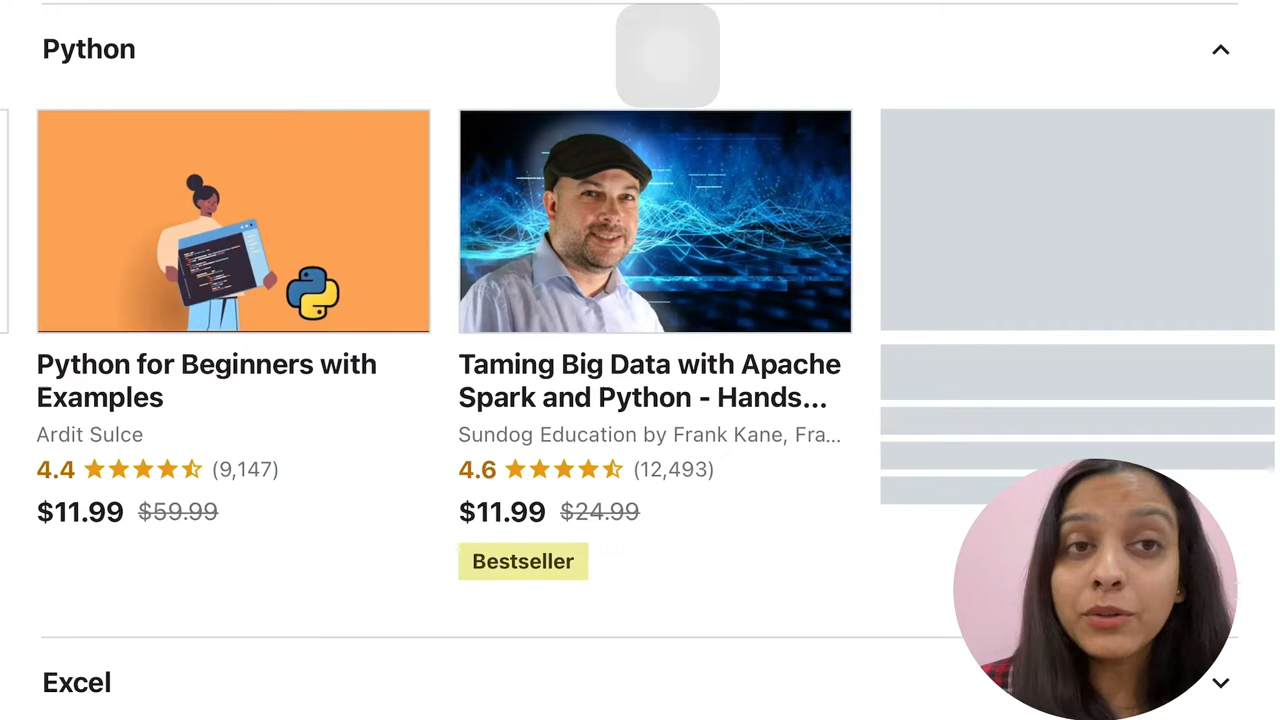 Python
Python for Beginners with
Examples
Ardit Sulce
4.4 (9,147)
$11.99 $59.99
Taming Big Data with Apache
Spark and Python - Hands...
Sundog Education by Frank Kane, Fra...
4.6 (12,493)
$11.99 $24.99
Bestseller
Excel